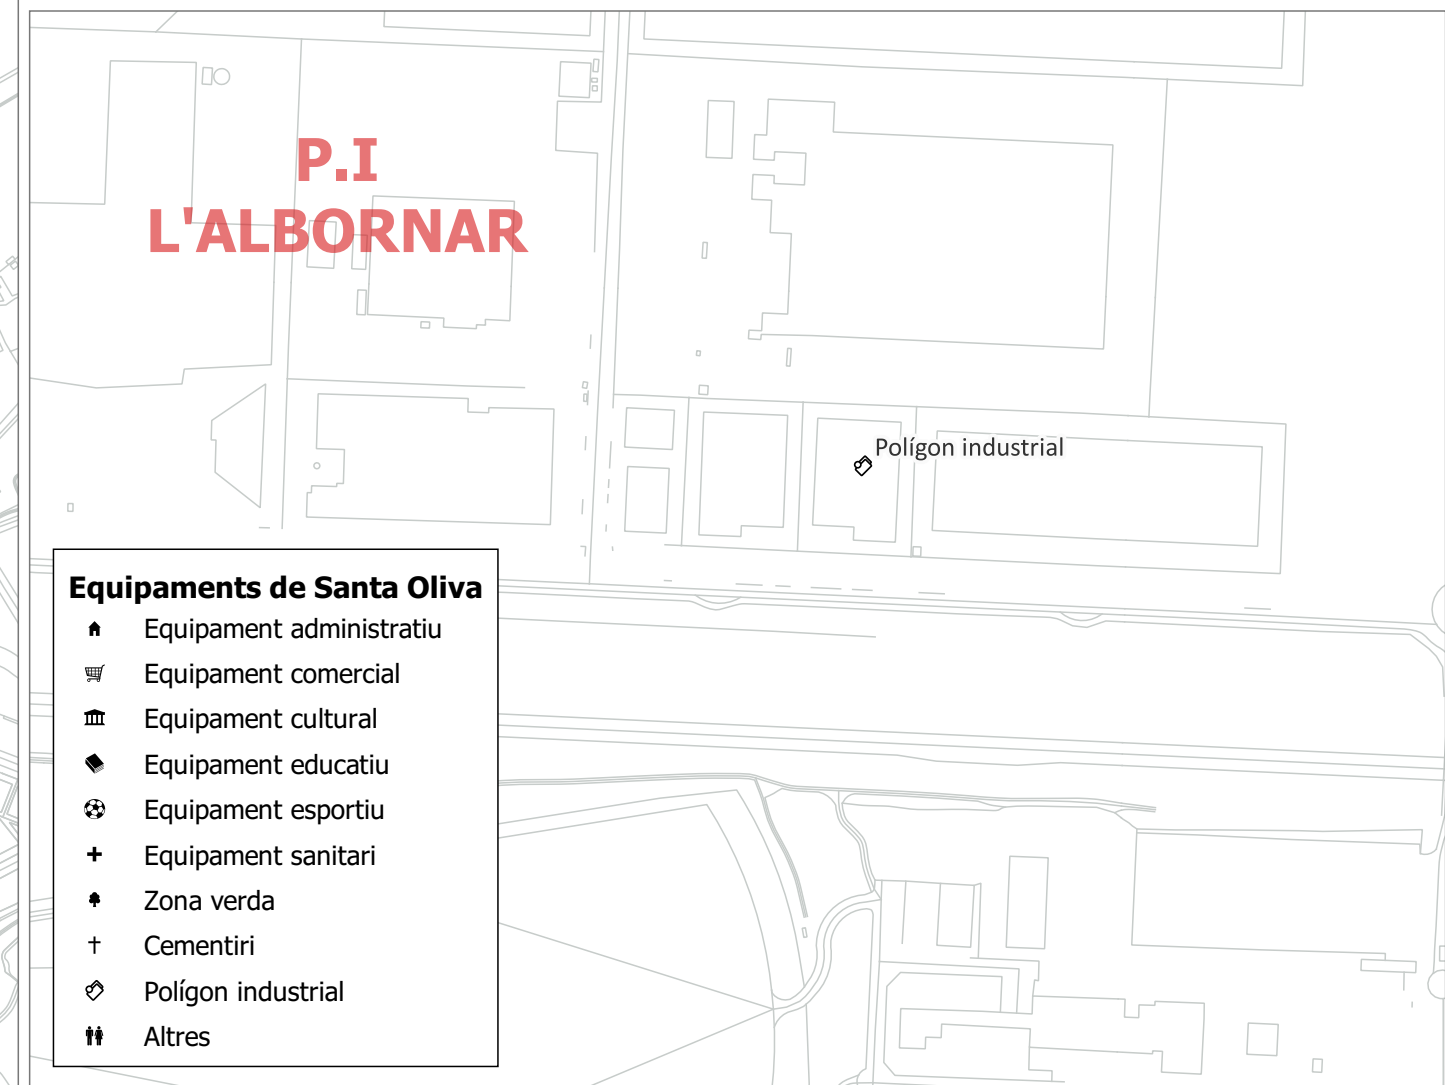 P.I
L'ALBORNAR
Polígon industrial
Equipaments de Santa Oliva
Equipament administratiu
Equipament comercial
Equipament cultural
Equipament educatiu
Equipament esportiu
Equipament sanitari
Zona verda
Cementiri
Polígon industrial
Altres